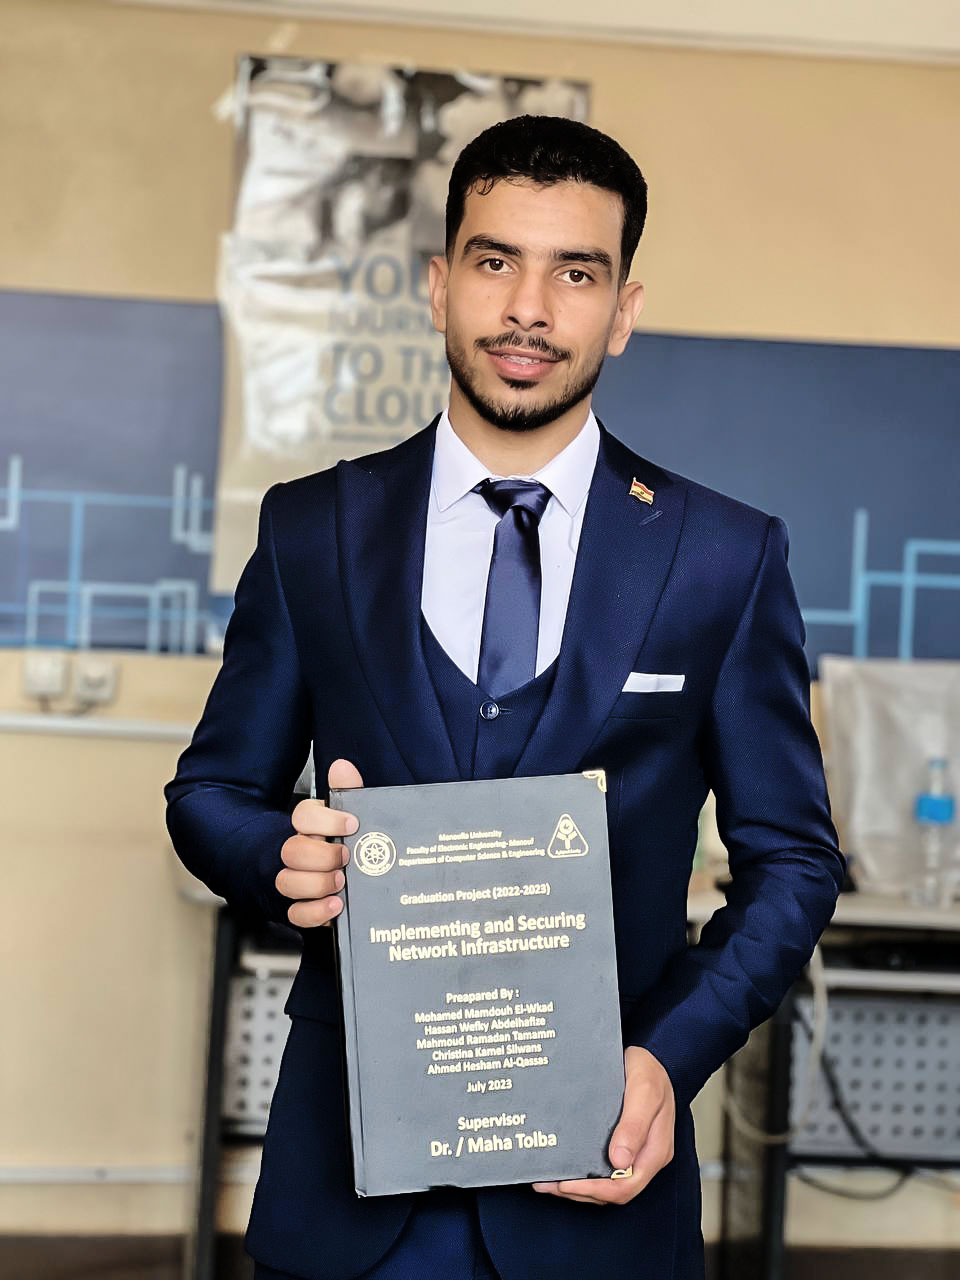 YOU
JOURN
TO TH
CLOU
Menoufia University
Faculty of Electronic Engineering- Menouf
Department of Computer Science & Engineering
Graduation Project (2022-2023)
Implementing and Securing
Network Infrastructure
Preapared By :
Mohamed Mamdouh El-Wkad
Hassan Wefky Abdelhafize
Mahmoud Ramadan Tamamm
Christina Kamel Silwans
Ahmed Hesham Al-Qassas
July 2023
Supervisor
Dr. / Maha Tolba